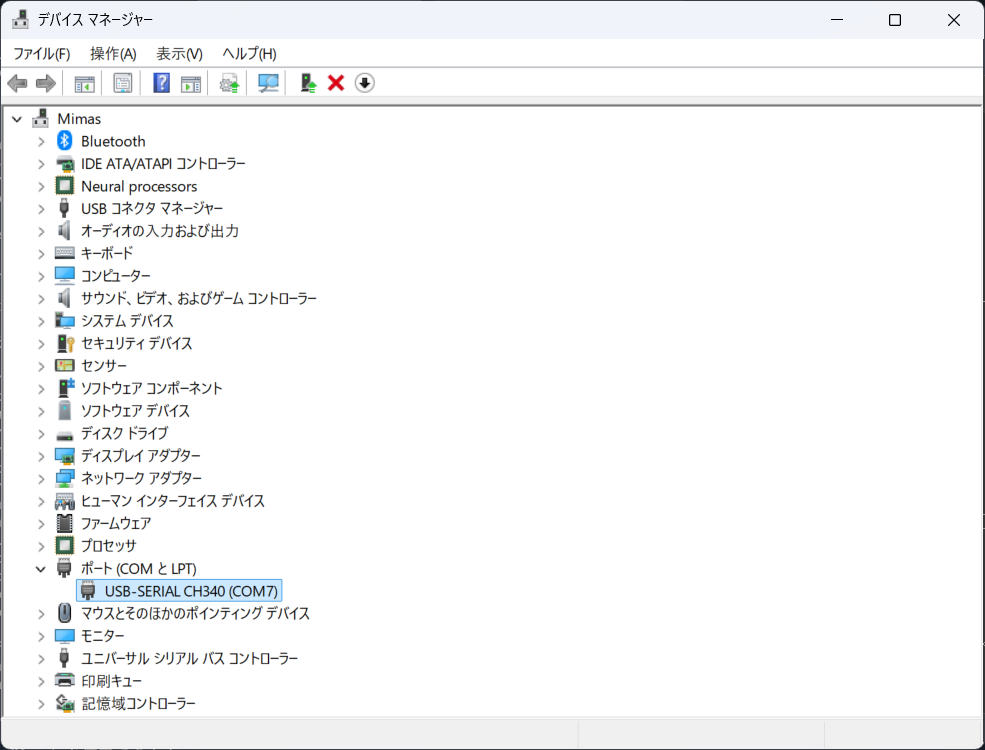 デバイス マネージャー
ファイル(F) 操作(A) 表示(V) ヘルプ(H)
Mimas
Bluetooth
IDE ATA/ATAPI コントローラー
Neural processors
USB コネクタ マネージャー
オーディオの入力および出力
キーボード
コンピューター
サウンド、ビデオ、およびゲーム コントローラー
システム デバイス
セキュリティ デバイス
センサー
ソフトウェア コンポーネント
ソフトウェア デバイス
ディスク ドライブ
ディスプレイ アダプター
ネットワーク アダプター
ヒューマン インターフェイス デバイス
ファームウェア
プロセッサ
ポート (COM と LPT)
USB-SERIAL CH340 (COM7)
マウスとそのほかのポインティング デバイス
モニター
ユニバーサル シリアル バス コントローラー
印刷キュー
記憶域コントローラー